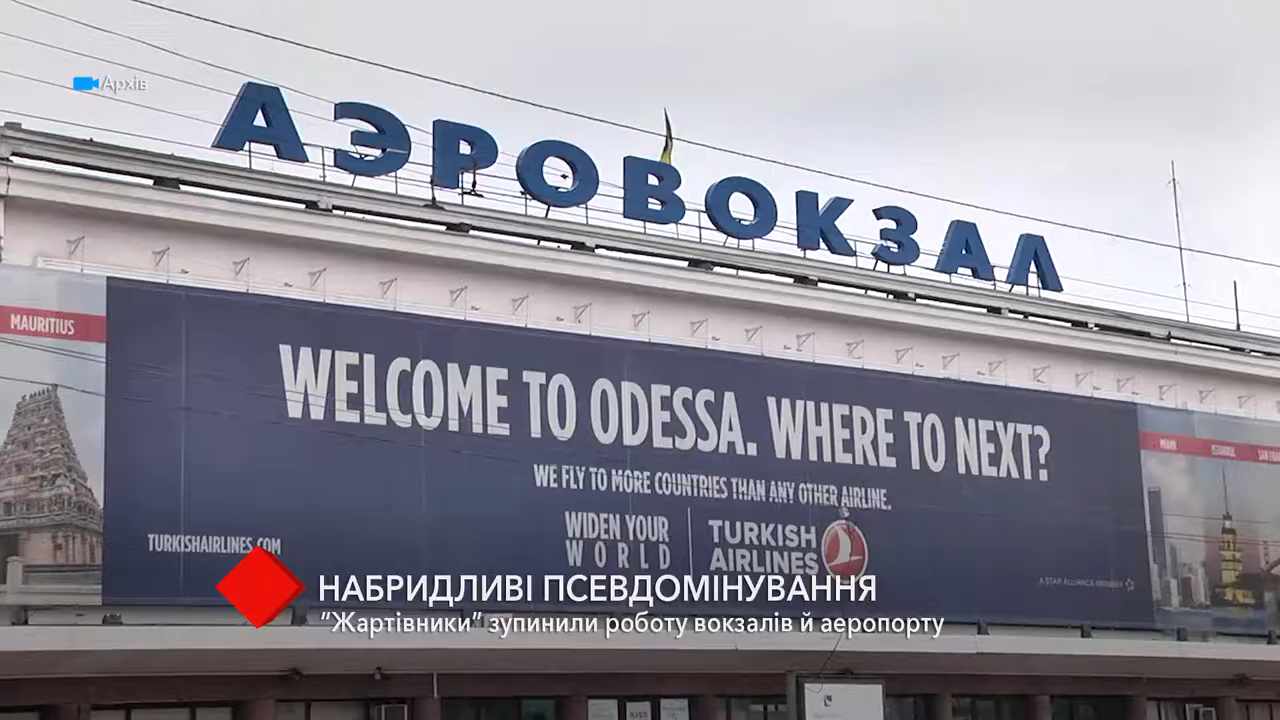 Архів
АЭРОВОКЗАЛ
MAURITIUS
WELCOME TO ODESSA. WHERE TO NEXT?
WE FLY TO MORE COUNTRIES THAN ANY OTHER AIRLINE.
MIAMI ISTANBUL
WIDEN YOUR
WORLD
TURKISH
AIRLINES
TURKISHAIRLINES.COM
A STAR ALLIANCE MEMBER
НАБРИДЛИВІ ПСЕВДОМІНУВАННЯ
“Жартівники” зупинили роботу вокзалів й аеропорту